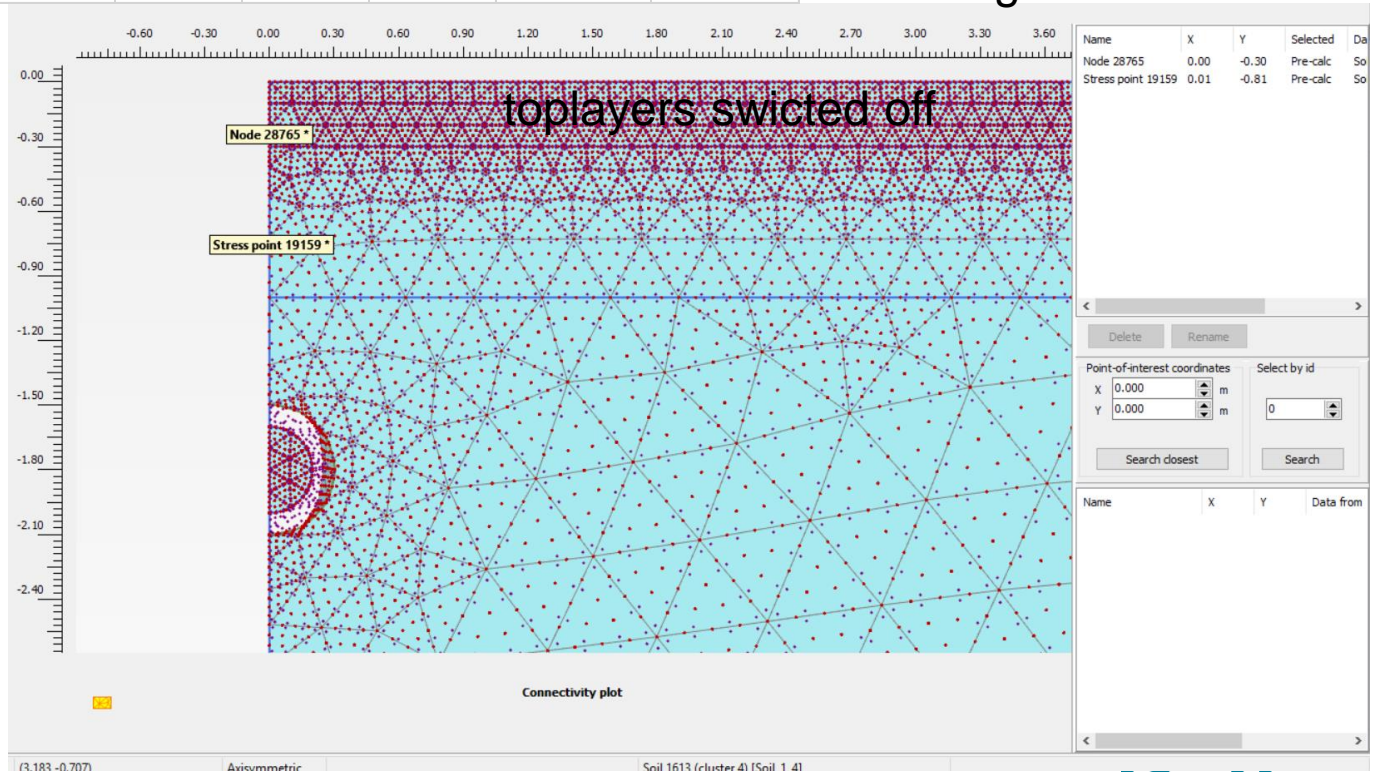 -0.60 -0.30 0.00 0.30 0.60 0.90 1.20 1.50 1.80 2.10 2.40 2.70 3.00 3.30 3.60
0.00
-0.30
-0.60
-0.90
-1.20
-1.50
-1.80
-2.10
-2.40
toplayers swicted off
Node 28765 *
Stress point 19159 *
Connectivity plot
Name X Y Selected Da
Node 28765 0.00 -0.30 Pre-calc So
Stress point 19159 0.01 -0.81 Pre-calc So
Delete Rename
Point-of-interest coordinates Select by id
X 0.000 m
Y 0.000 m
0
Search closest Search
Name X Y Data from
(3.183 -0.707) Axisymmetric Soil 1613 (cluster 4) [Soil_1_4]